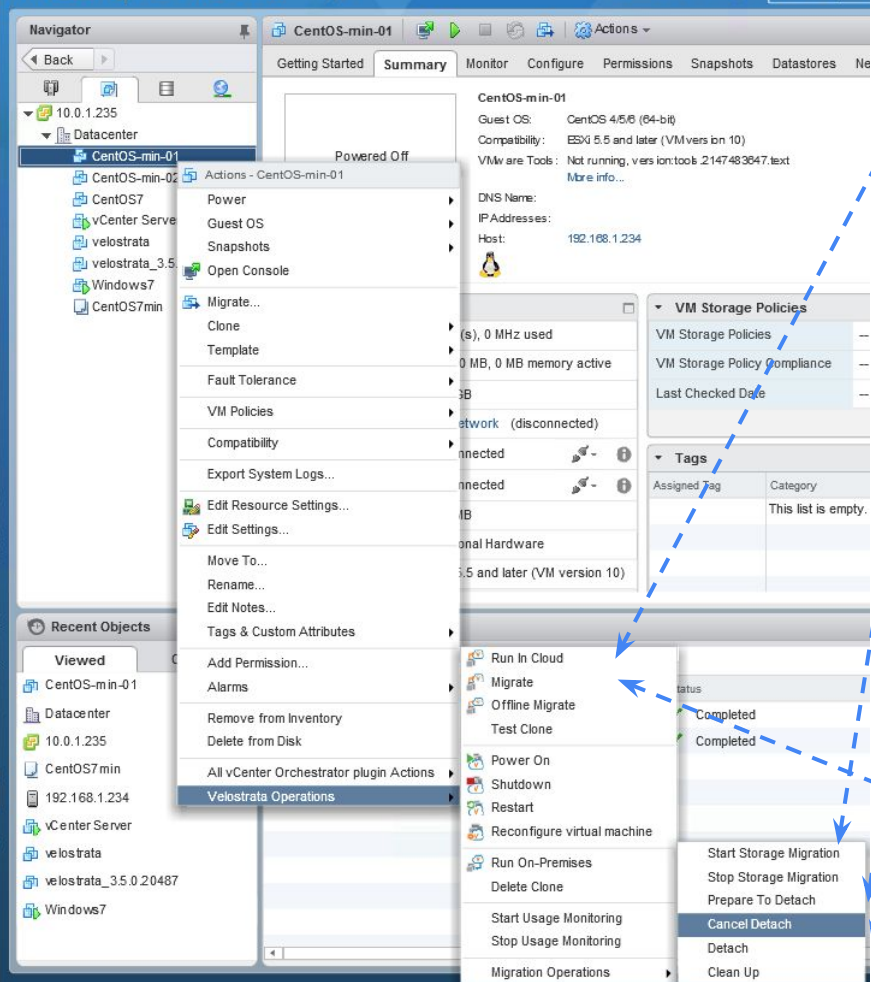 Navigator
Back
10.0.1.235
Datacenter
CentOS-min-01
CentOS-min-02
CentOS7
vCenter Serve
velostrata
velostrata_3.5.
Windows7
CentOS7min
CentOS-min-01
Actions
Getting Started Summary Monitor Configure Permissions Snapshots Datastores Ne
Powered Off
CentOS-min-01
Guest OS: CentOS 4/5/6 (64-bit)
Compatibility: ESXi 5.5 and later (VM version 10)
VMware Tools: Not running, version:tools.2147483647.text
More info...
DNS Name:
IP Addresses:
Host: 192.168.1.234
(s), 0 MHz used
0 MB, 0 MB memory active
GB
etwork (disconnected)
nnected
nnected
MB
onal Hardware
5.5 and later (VM version 10)
VM Storage Policies
VM Storage Policies --
VM Storage Policy Compliance --
Last Checked Date --
Tags
Assigned Tag Category
This list is empty.
Actions - CentOS-min-01
Power
Guest OS
Snapshots
Open Console
Migrate...
Clone
Template
Fault Tolerance
VM Policies
Compatibility
Export System Logs...
Edit Resource Settings...
Edit Settings...
Move To...
Rename...
Edit Notes...
Tags & Custom Attributes
Add Permission...
Alarms
Remove from Inventory
Delete from Disk
All vCenter Orchestrator plugin Actions
Velostrata Operations
Recent Objects
Viewed C
CentOS-min-01
Datacenter
10.0.1.235
CentOS7min
192.168.1.234
vCenter Server
velostrata
velostrata_3.5.0.20487
Windows7
Run In Cloud
Migrate
Offline Migrate
Test Clone
Power On
Shutdown
Restart
Reconfigure virtual machine
Run On-Premises
Delete Clone
Start Usage Monitoring
Stop Usage Monitoring
Migration Operations
tatus
Completed
Completed
Start Storage Migration
Stop Storage Migration
Prepare To Detach
Cancel Detach
Detach
Clean Up